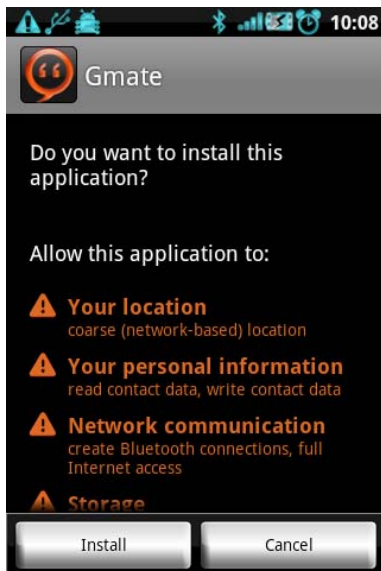 10:08
Gmate
Do you want to install this
application?
Allow this application to:
Your location
coarse (network-based) location
Your personal information
read contact data, write contact data
Network communication
create Bluetooth connections, full
Internet access
Storage
Install
Cancel